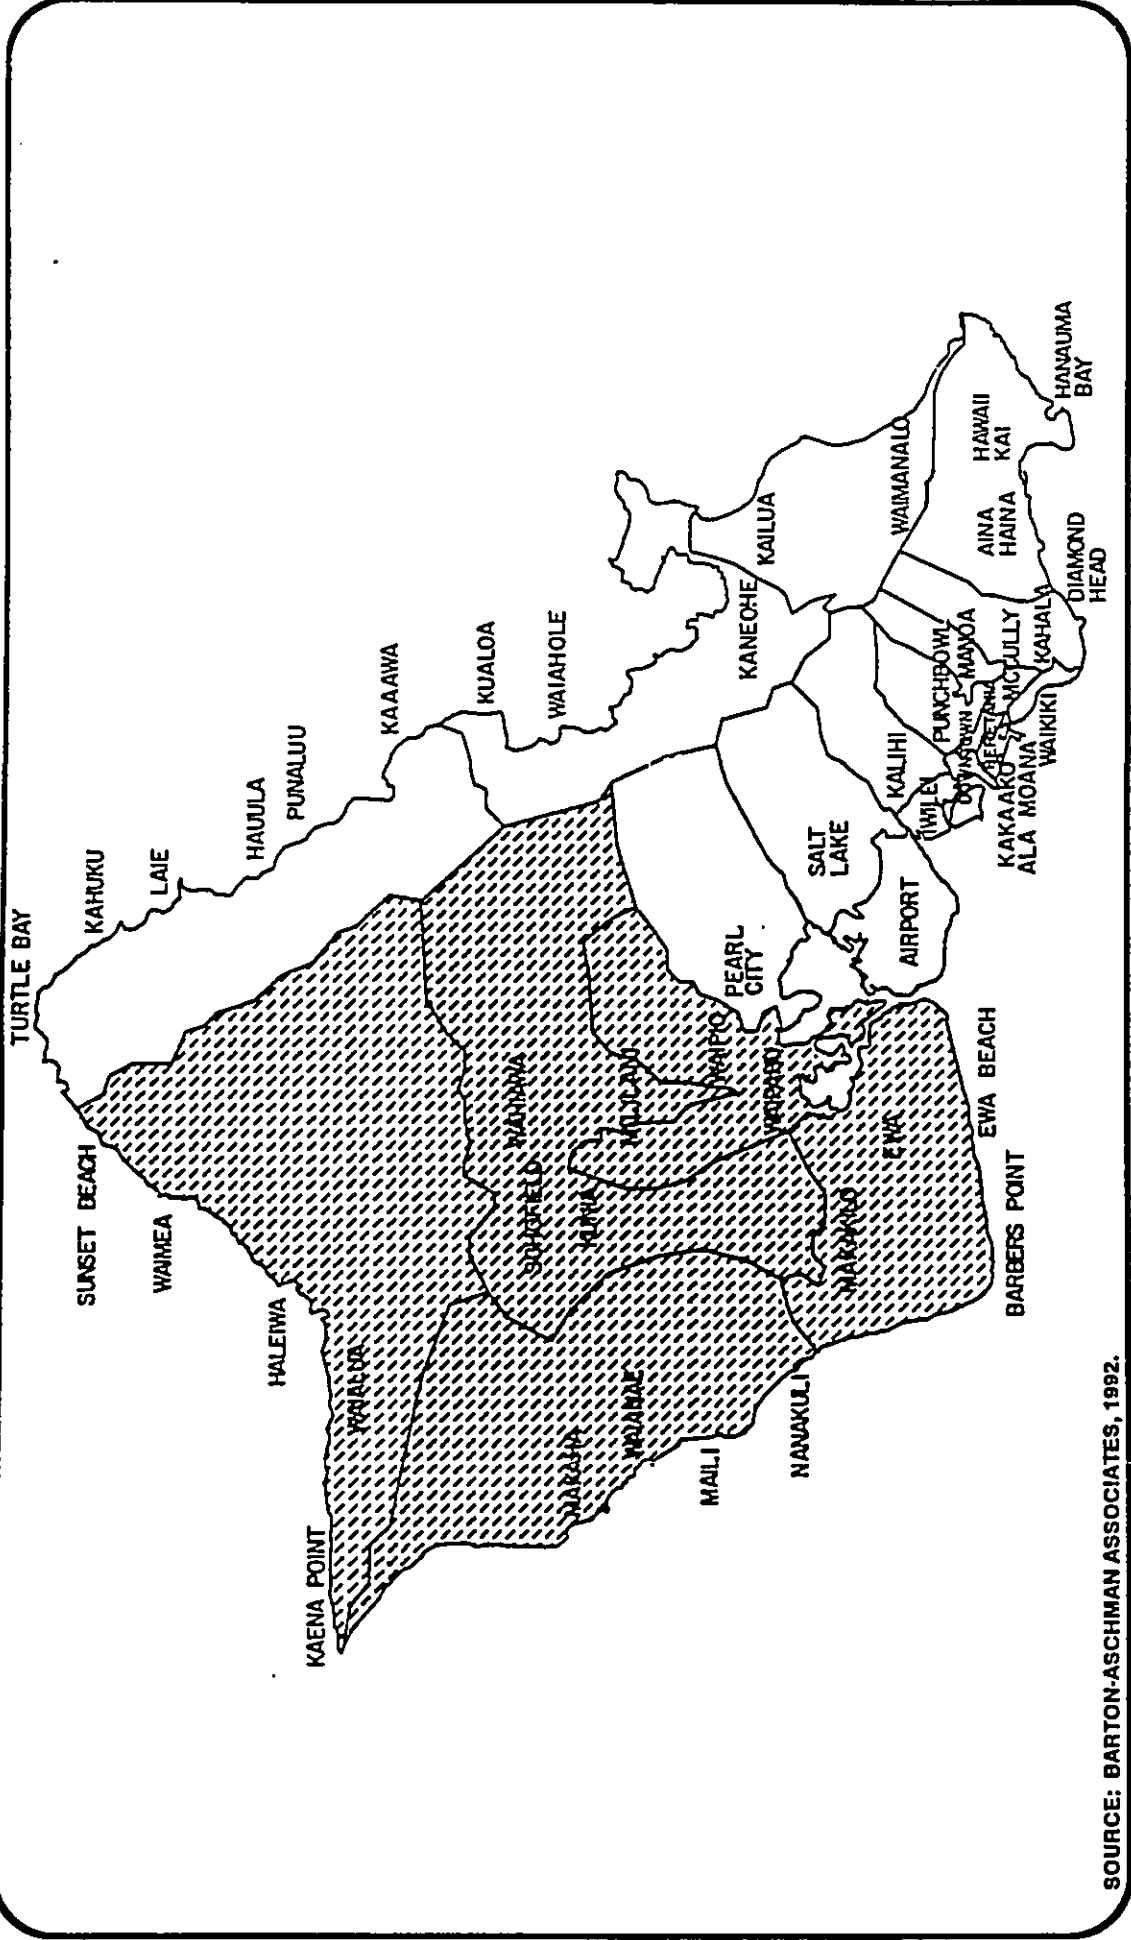 TURTLE BAY
KAHUKU
LAIE
HAUULA
PUNALUU
KAAAWA
KUALOA
WAIAHOLE
KANEOHE
KAILUA
WAIMANALO
HAWAII
KAI
HANAUMA
BAY
AINA
HAINA
DIAMOND
HEAD
KAHALA
MCCULLY
MANOA
PUNCHBOWL
BERETANIA
DOWNTOWN
WAIKIKI
KAKAAKO
ALA MOANA
IWILEI
KALIHI
SALT
LAKE
AIRPORT
PEARL
CITY
WAIPIO
WAIPAHU
MILILANI
WAHIAWA
SCHOFIELD
KUNIA
EWA
EWA BEACH
MAKAKILO
BARBERS POINT
NANAKULI
MAILI
WAIANAE
MAKAHA
KAENA POINT
WAIALUA
HALEIWA
WAIMEA
SUNSET BEACH
SOURCE: BARTON-ASCHMAN ASSOCIATES, 1992.